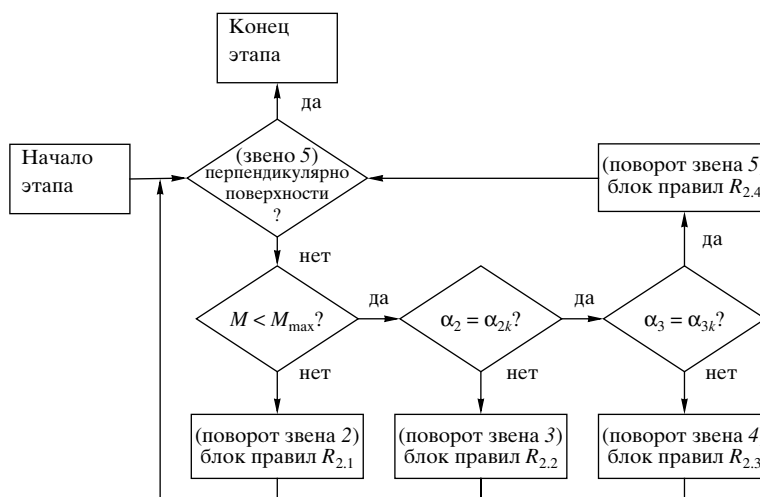 Конец
этапа
да
Начало
этапа
(звено 5)
перпендикулярно
поверхности
?
(поворот звена 5)
блок правил R2.4
нет
да
M < Mmax?
да
α2 = α2k?
да
α3 = α3k?
нет
нет
нет
(поворот звена 2)
блок правил R2.1
(поворот звена 3)
блок правил R2.2
(поворот звена 4)
блок правил R2.3